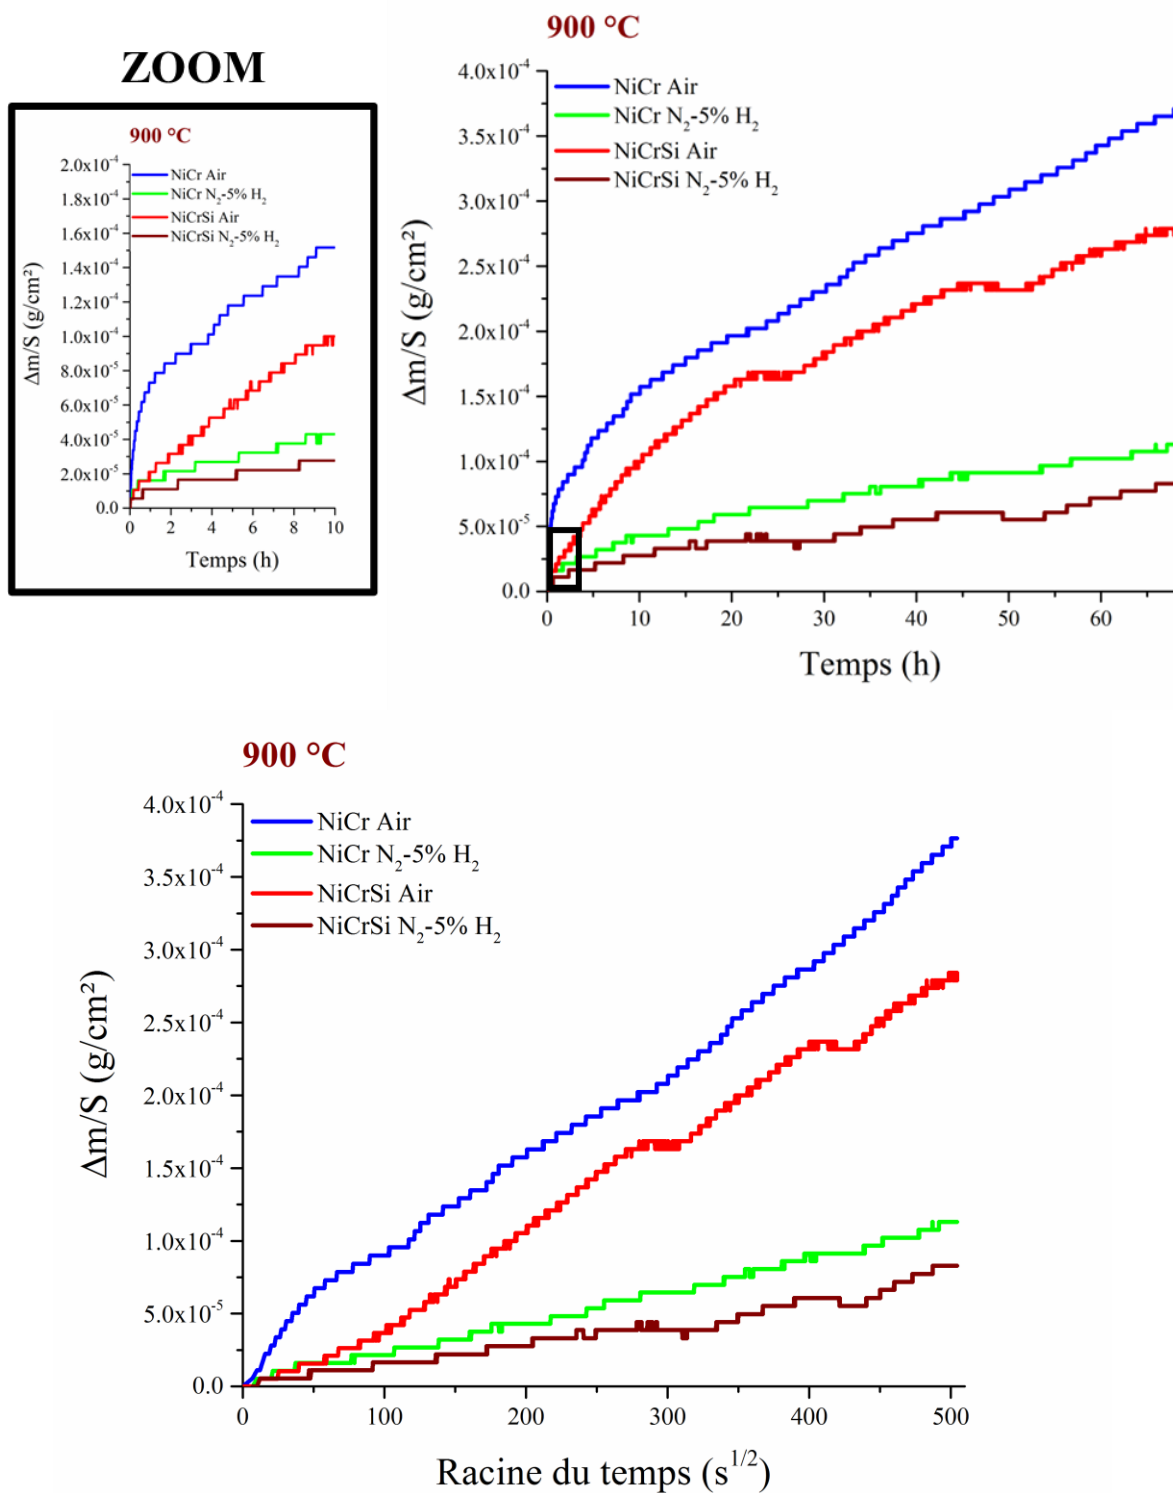 ZOOM
900 °C
2.0x10⁻⁴
1.8x10⁻⁴
1.6x10⁻⁴
1.4x10⁻⁴
1.2x10⁻⁴
1.0x10⁻⁴
8.0x10⁻⁵
6.0x10⁻⁵
4.0x10⁻⁵
2.0x10⁻⁵
0.0
NiCr Air
NiCr N₂-5% H₂
NiCrSi Air
NiCrSi N₂-5% H₂
Δm/S (g/cm²)
0 2 4 6 8 10
Temps (h)
900 °C
4.0x10⁻⁴
3.5x10⁻⁴
3.0x10⁻⁴
2.5x10⁻⁴
2.0x10⁻⁴
1.5x10⁻⁴
1.0x10⁻⁴
5.0x10⁻⁵
0.0
NiCr Air
NiCr N₂-5% H₂
NiCrSi Air
NiCrSi N₂-5% H₂
Δm/S (g/cm²)
0 10 20 30 40 50 60
Temps (h)
900 °C
4.0x10⁻⁴
3.5x10⁻⁴
3.0x10⁻⁴
2.5x10⁻⁴
2.0x10⁻⁴
1.5x10⁻⁴
1.0x10⁻⁴
5.0x10⁻⁵
0.0
NiCr Air
NiCr N₂-5% H₂
NiCrSi Air
NiCrSi N₂-5% H₂
Δm/S (g/cm²)
0 100 200 300 400 500
Racine du temps (s^1/2)